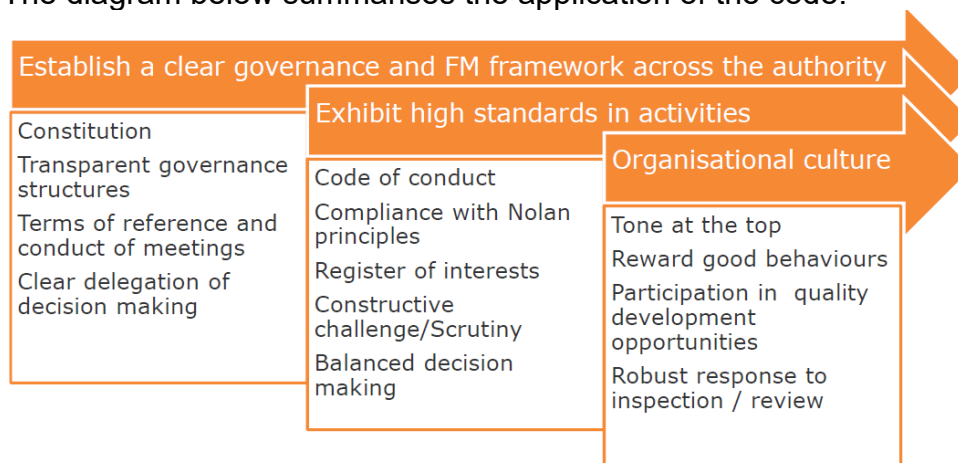 The diagram below summarises the application of the code.
Establish a clear governance and FM framework across the authority
Constitution
Transparent governance
structures
Terms of reference and
conduct of meetings
Clear delegation of
decision making
Exhibit high standards in activities
Code of conduct
Compliance with Nolan
principles
Register of interests
Constructive
challenge/Scrutiny
Balanced decision
making
Organisational culture
Tone at the top
Reward good behaviours
Participation in quality
development
opportunities
Robust response to
inspection / review